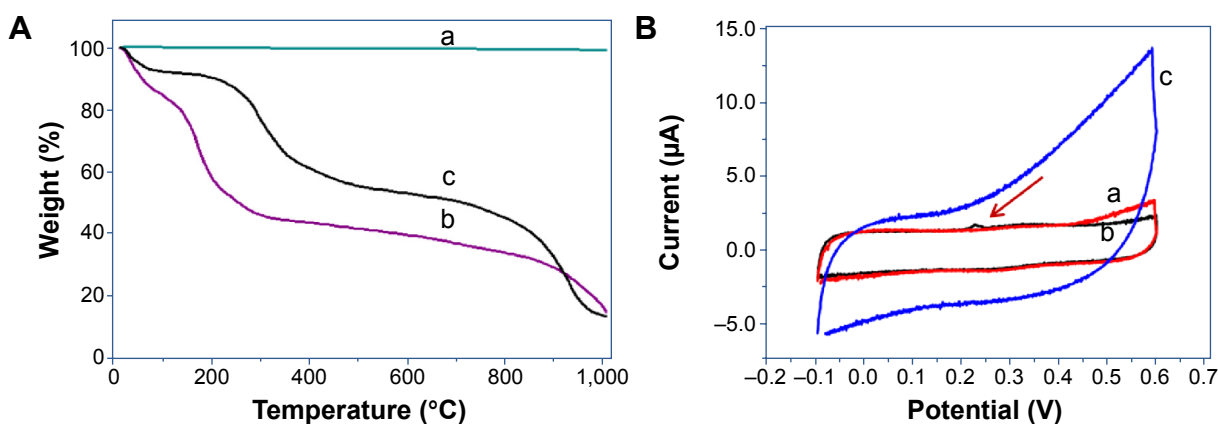 A
100
80
60
40
20
0
Weight (%)
a
c
b
0
200
400
600
800
1,000
Temperature (°C)
B
15.0
10.0
5.0
0.0
–5.0
Current (µA)
c
a
b
–0.2
–0.1
0.0
0.1
0.2
0.3
0.4
0.5
0.6
0.7
Potential (V)